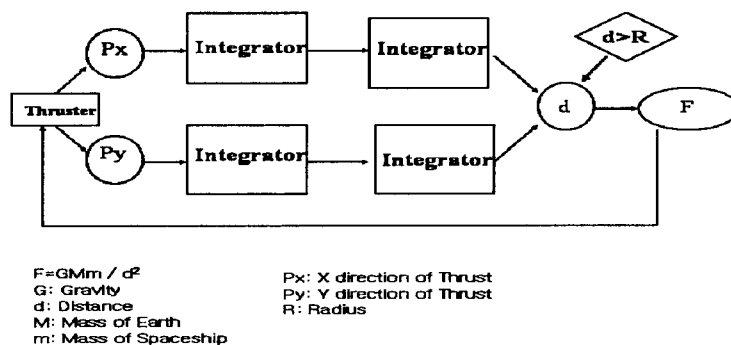 Px
Integrator
Integrator
d>R
Thruster
d
F
Py
Integrator
Integrator
F=GMm / d²
G: Gravity
d: Distance
M: Mass of Earth
m: Mass of Spaceship
Px: X direction of Thrust
Py: Y direction of Thrust
R: Radius